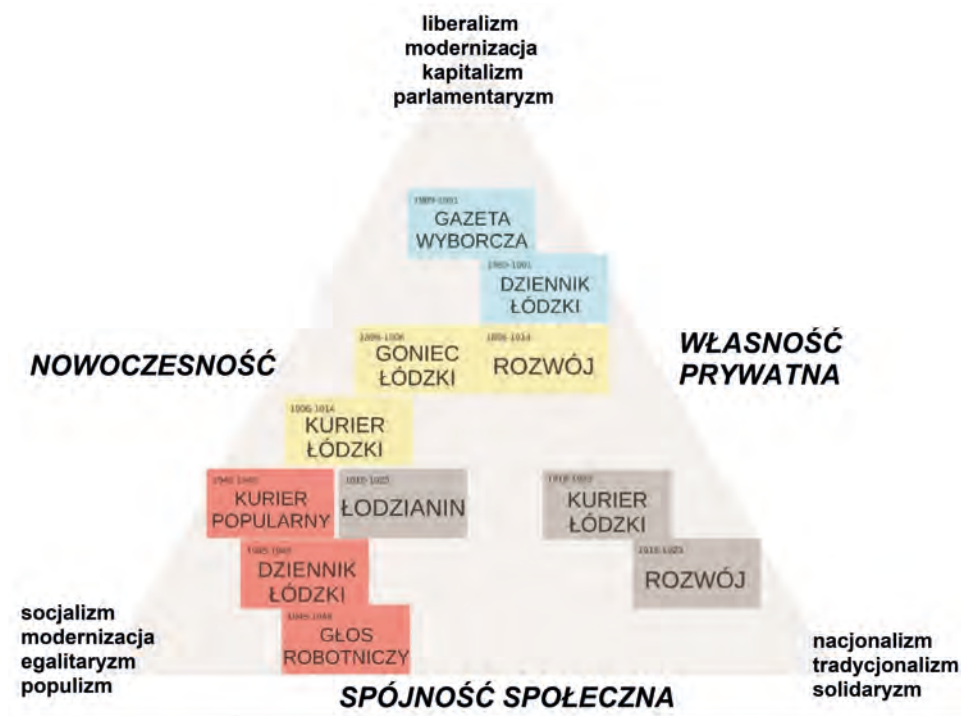 liberalizm
modernizacja
kapitalizm
parlamentaryzm
GAZETA
WYBORCZA
DZIENNIK
ŁÓDZKI
NOWOCZESNOŚĆ
GONIEC
ŁÓDZKI
ROZWÓJ
WŁASNOŚĆ
PRYWATNA
KURIER
ŁÓDZKI
KURIER
POPULARNY
ŁODZIANIN
KURIER
ŁÓDZKI
DZIENNIK
ŁÓDZKI
ROZWÓJ
socjalizm
modernizacja
egalitaryzm
populizm
GŁOS
ROBOTNICZY
nacjonalizm
tradycjonalizm
solidaryzm
SPÓJNOŚĆ SPOŁECZNA